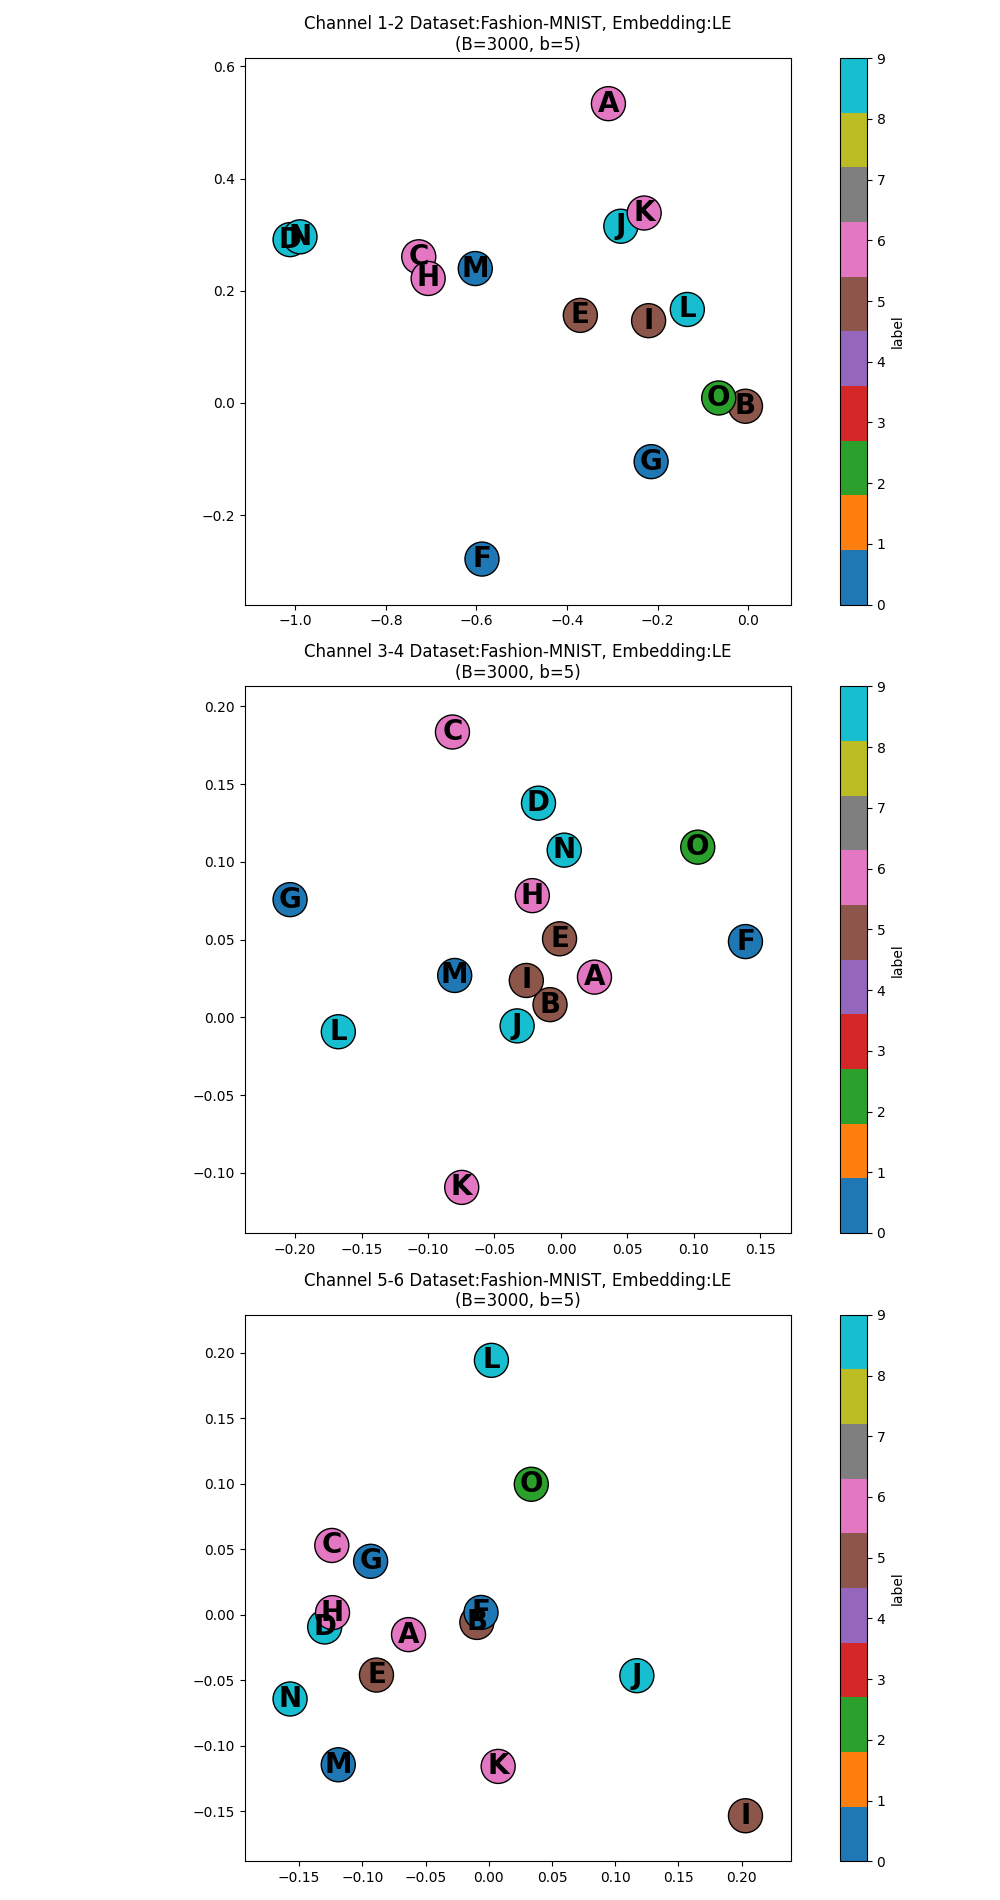 Channel 1-2 Dataset:Fashion-MNIST, Embedding:LE
(B=3000, b=5)
0.6
0.4
0.2
0.0
−0.2
−1.0 −0.8 −0.6 −0.4 −0.2 0.0
A
K
J
D N
C
H
M
E
I
L
O
B
G
F
9
8
7
6
5
4
3
2
1
0
label
Channel 3-4 Dataset:Fashion-MNIST, Embedding:LE
(B=3000, b=5)
0.20
0.15
0.10
0.05
0.00
−0.05
−0.10
−0.20 −0.15 −0.10 −0.05 0.00 0.05 0.10 0.15
C
D
N
O
H
G
E
F
M
I
A
B
J
L
K
9
8
7
6
5
4
3
2
1
0
label
Channel 5-6 Dataset:Fashion-MNIST, Embedding:LE
(B=3000, b=5)
0.20
0.15
0.10
0.05
0.00
−0.05
−0.10
−0.15
−0.15 −0.10 −0.05 0.00 0.05 0.10 0.15 0.20
L
O
C
G
H
F
D
B
A
E
J
N
M
K
I
9
8
7
6
5
4
3
2
1
0
label